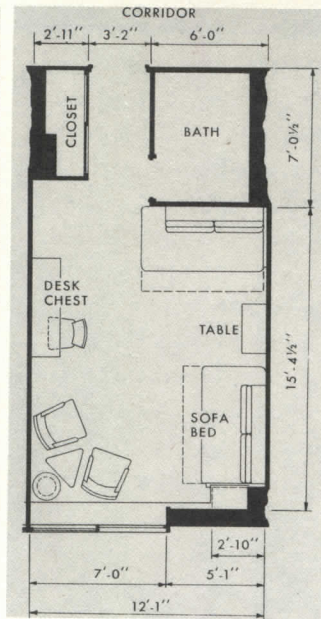 CORRIDOR
2'-11"
3'-2"
6'-0"
CLOSET
BATH
7'-0½"
DESK
CHEST
TABLE
15'-4½"
SOFA
BED
2'-10"
7'-0"
5'-1"
12'-1"